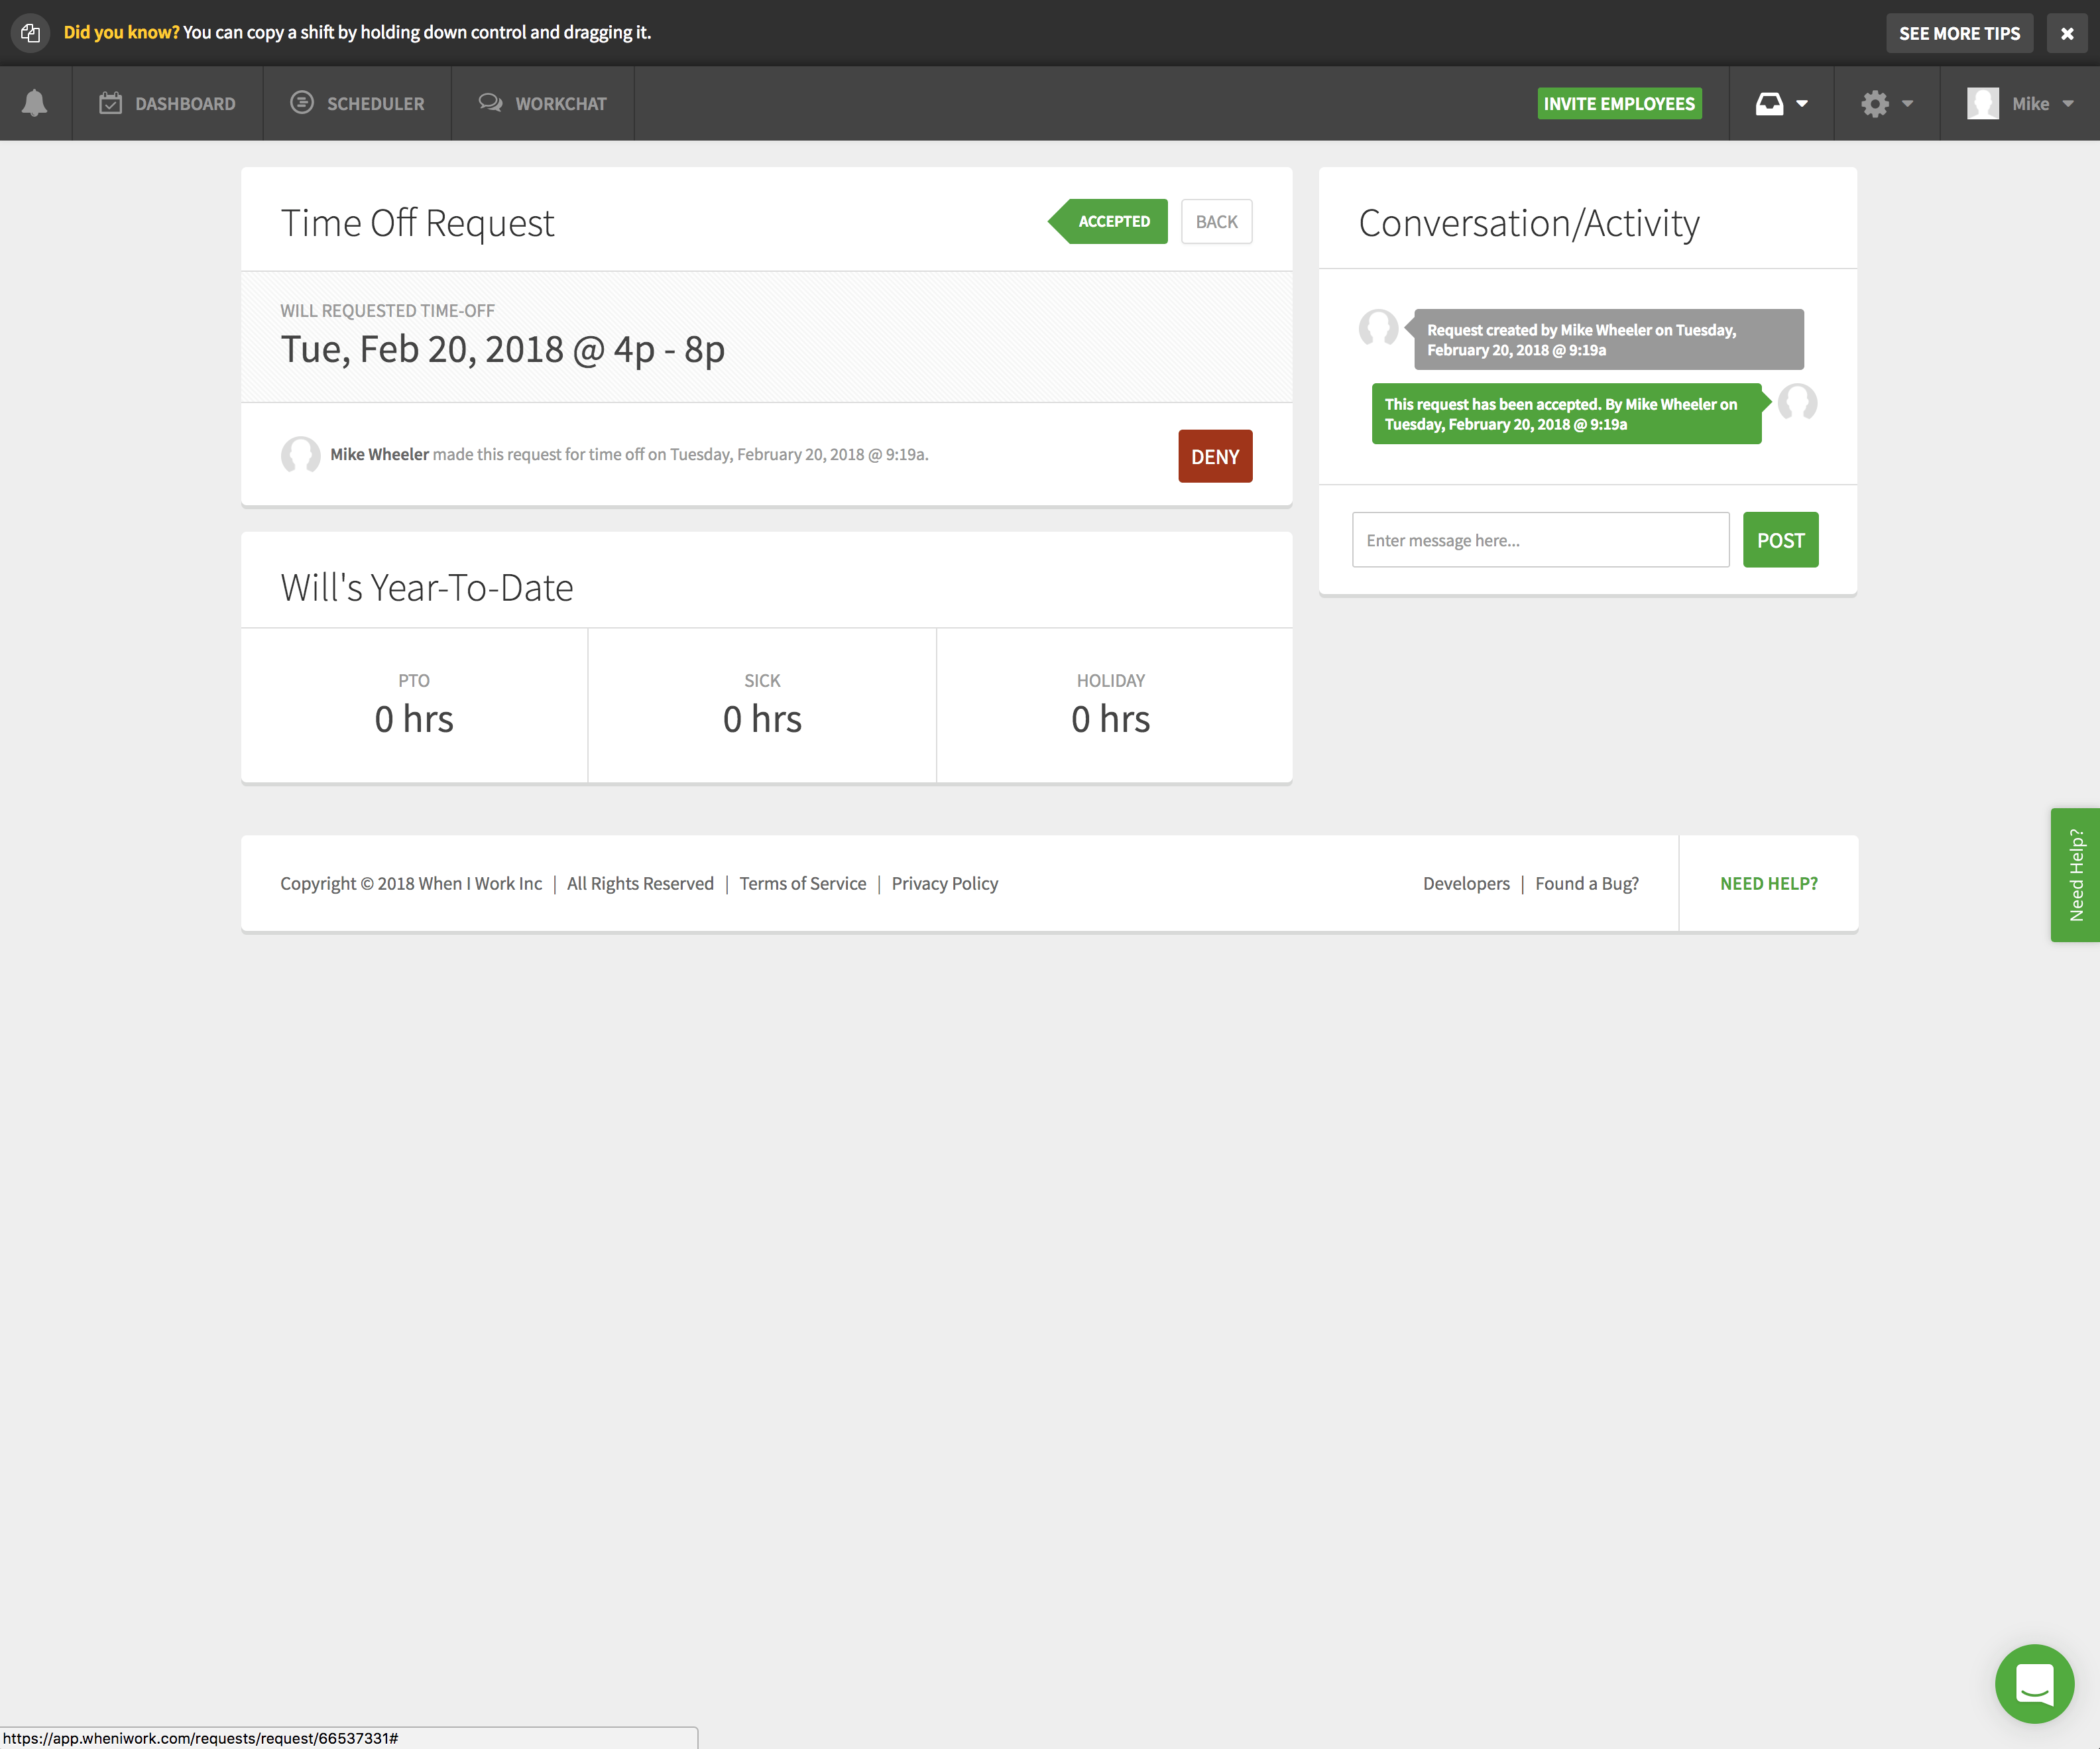 Did you know? You can copy a shift by holding down control and dragging it.
SEE MORE TIPS
DASHBOARD
SCHEDULER
WORKCHAT
INVITE EMPLOYEES
Mike
Time Off Request
ACCEPTED
BACK
WILL REQUESTED TIME-OFF
Tue, Feb 20, 2018 @ 4p - 8p
Mike Wheeler made this request for time off on Tuesday, February 20, 2018 @ 9:19a.
DENY
Conversation/Activity
Request created by Mike Wheeler on Tuesday,
February 20, 2018 @ 9:19a
This request has been accepted. By Mike Wheeler on
Tuesday, February 20, 2018 @ 9:19a
Enter message here...
POST
Will's Year-To-Date
PTO
0 hrs
SICK
0 hrs
HOLIDAY
0 hrs
Need Help?
Copyright © 2018 When I Work Inc | All Rights Reserved | Terms of Service | Privacy Policy
Developers | Found a Bug?
NEED HELP?
https://app.wheniwork.com/requests/request/66537331#